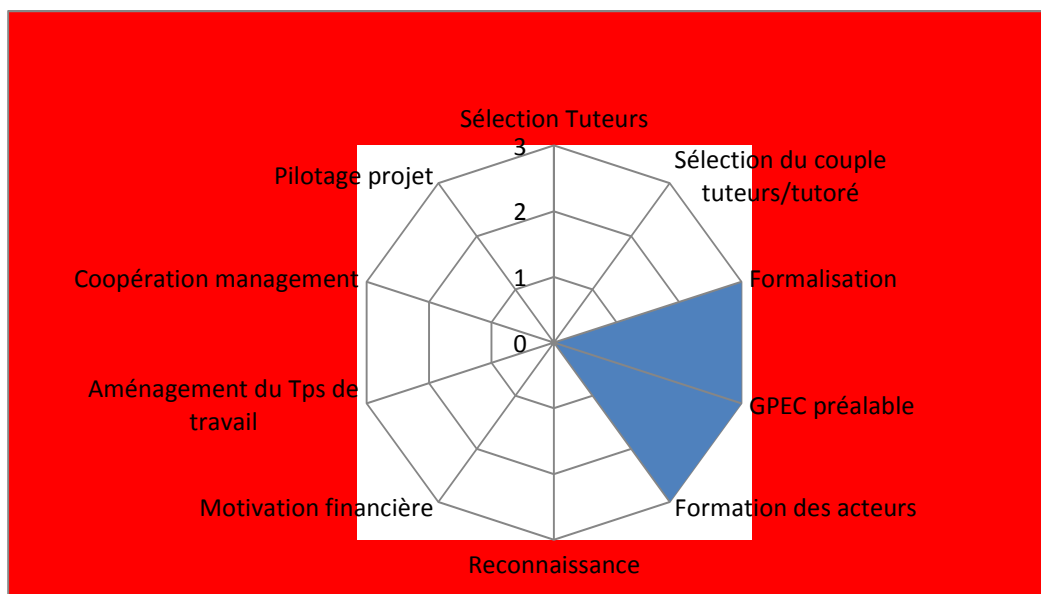 Sélection Tuteurs
Sélection du couple
tuteurs/tutoré
Formalisation
GPEC préalable
Formation des acteurs
Reconnaissance
Motivation financière
Aménagement du Tps de
travail
Coopération management
Pilotage projet
3
2
1
0